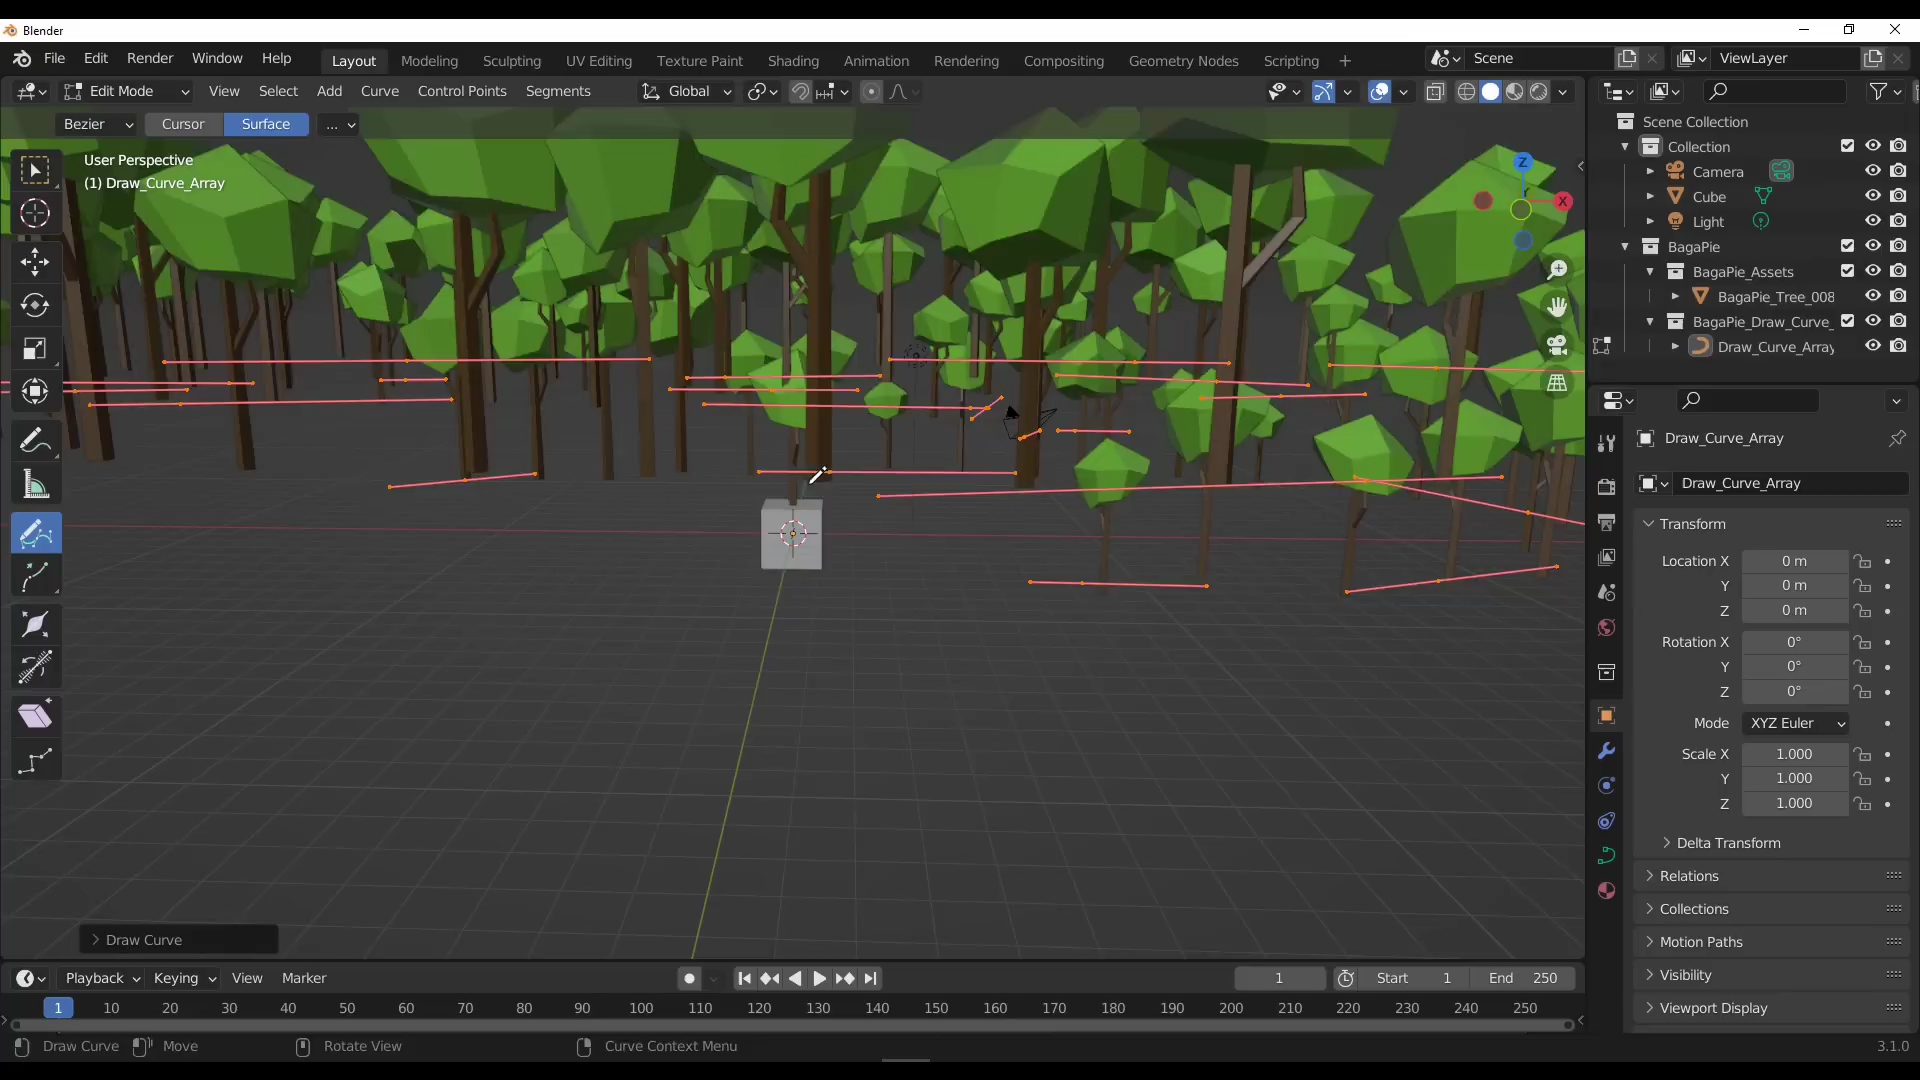 Blender
File Edit Render Window Help Layout Modeling Sculpting UV Editing Texture Paint Shading Animation Rendering Compositing Geometry Nodes Scripting + Scene ViewLayer
Edit Mode View Select Add Curve Control Points Segments Global
Bezier Cursor Surface ...
User Perspective
(1) Draw_Curve_Array
Z
X
Y
Scene Collection
Collection
Camera
Cube
Light
BagaPie
BagaPie_Assets
BagaPie_Tree_008
BagaPie_Draw_Curve_
Draw_Curve_Array
Draw_Curve_Array
Draw_Curve_Array
Transform
Location X 0 m
Y 0 m
Z 0 m
Rotation X 0°
Y 0°
Z 0°
Mode XYZ Euler
Scale X 1.000
Y 1.000
Z 1.000
Delta Transform
Relations
Collections
Motion Paths
Visibility
Viewport Display
Draw Curve
Playback Keying View Marker 1 Start 1 End 250
1 10 20 30 40 50 60 70 80 90 100 110 120 130 140 150 160 170 180 190 200 210 220 230 240 250
Draw Curve Move Rotate View Curve Context Menu 3.1.0